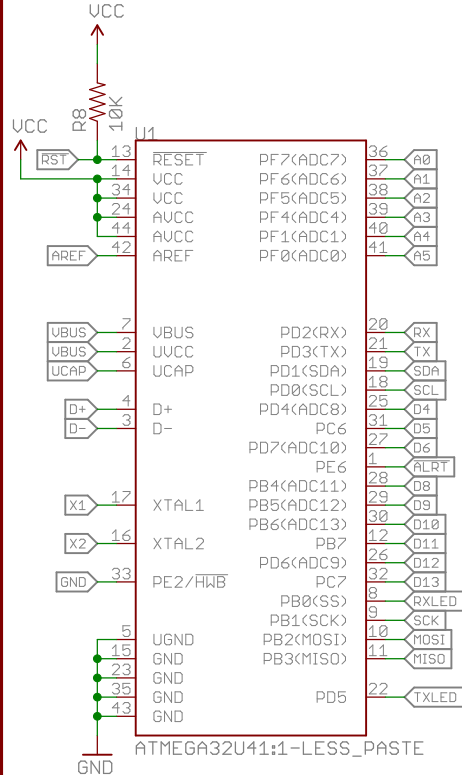 VCC
R8
10K
VCC
U1
RST 13 RESET PF7(ADC7) 36 A0
14 VCC PF6(ADC6) 37 A1
34 VCC PF5(ADC5) 38 A2
24 AVCC PF4(ADC4) 39 A3
44 AVCC PF1(ADC1) 40 A4
AREF 42 AREF PF0(ADC0) 41 A5
VBUS 7 VBUS PD2(RX) 20 RX
VBUS 2 UVCC PD3(TX) 21 TX
UCAP 6 UCAP PD1(SDA) 19 SDA
PD0(SCL) 18 SCL
D+ 4 D+ PD4(ADC8) 25 D4
D- 3 D- PC6 31 D5
PD7(ADC10) 27 D6
PE6 1 ALRT
PB4(ADC11) 28 D8
X1 17 XTAL1 PB5(ADC12) 29 D9
PB6(ADC13) 30 D10
X2 16 XTAL2 PB7 12 D11
PD6(ADC9) 26 D12
GND 33 PE2/HWB PC7 32 D13
PB0(SS) 8 RXLED
PB1(SCK) 9 SCK
5 UGND PB2(MOSI) 10 MOSI
15 GND PB3(MISO) 11 MISO
23 GND
35 GND PD5 22 TXLED
43 GND
ATMEGA32U41:1-LESS_PASTE
GND